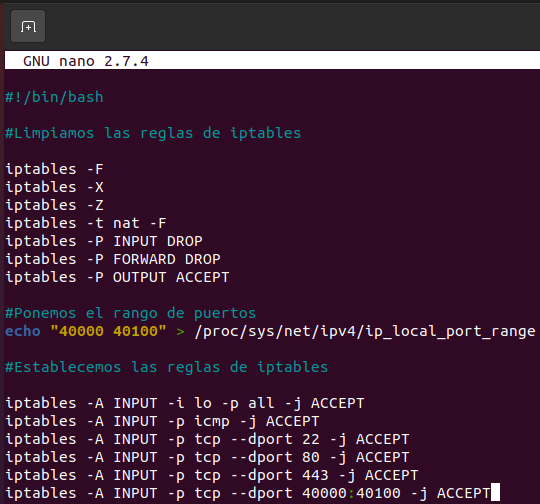 GNU nano 2.7.4
#!/bin/bash
#Limpiamos las reglas de iptables
iptables -F
iptables -X
iptables -Z
iptables -t nat -F
iptables -P INPUT DROP
iptables -P FORWARD DROP
iptables -P OUTPUT ACCEPT
#Ponemos el rango de puertos
echo "40000 40100" > /proc/sys/net/ipv4/ip_local_port_range
#Establecemos las reglas de iptables
iptables -A INPUT -i lo -p all -j ACCEPT
iptables -A INPUT -p icmp -j ACCEPT
iptables -A INPUT -p tcp --dport 22 -j ACCEPT
iptables -A INPUT -p tcp --dport 80 -j ACCEPT
iptables -A INPUT -p tcp --dport 443 -j ACCEPT
iptables -A INPUT -p tcp --dport 40000:40100 -j ACCEPT